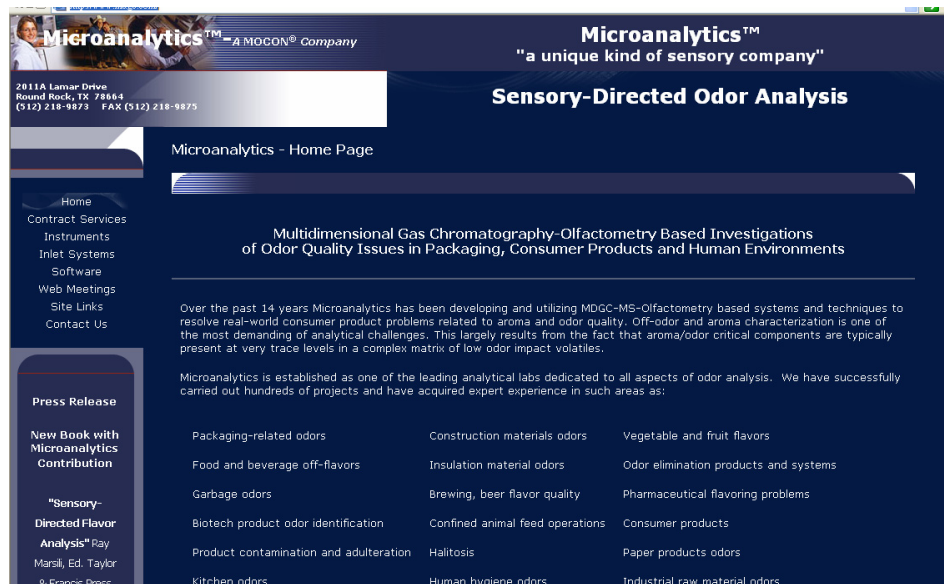 Microanalytics™-A MOCON® Company
Microanalytics™
"a unique kind of sensory company"
2011A Lamar Drive
Round Rock, TX 78664
(512) 218-9873 FAX (512) 218-9875
Sensory-Directed Odor Analysis
Microanalytics - Home Page
Home
Contract Services
Instruments
Inlet Systems
Software
Web Meetings
Site Links
Contact Us
Multidimensional Gas Chromatography-Olfactometry Based Investigations
of Odor Quality Issues in Packaging, Consumer Products and Human Environments
Over the past 14 years Microanalytics has been developing and utilizing MDGC-MS-Olfactometry based systems and techniques to
resolve real-world consumer product problems related to aroma and odor quality. Off-odor and aroma characterization is one of
the most demanding of analytical challenges. This largely results from the fact that aroma/odor critical components are typically
present at very trace levels in a complex matrix of low odor impact volatiles.
Microanalytics is established as one of the leading analytical labs dedicated to all aspects of odor analysis. We have successfully
carried out hundreds of projects and have acquired expert experience in such areas as:
Press Release
New Book with
Microanalytics
Contribution
"Sensory-
Directed Flavor
Analysis" Ray
Marsili, Ed. Taylor
& Francis Press
Packaging-related odors Construction materials odors Vegetable and fruit flavors
Food and beverage off-flavors Insulation material odors Odor elimination products and systems
Garbage odors Brewing, beer flavor quality Pharmaceutical flavoring problems
Biotech product odor identification Confined animal feed operations Consumer products
Product contamination and adulteration Halitosis Paper products odors
Kitchen odors Human hygiene odors Industrial raw material odors